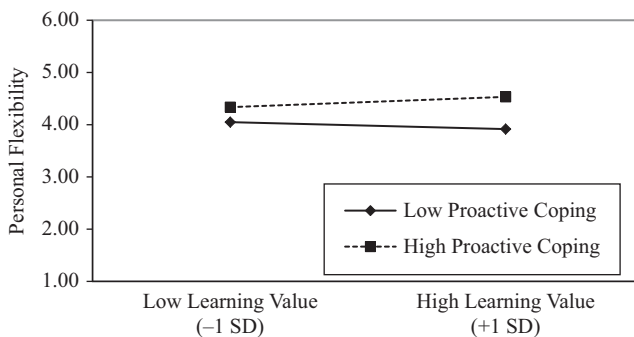 6.00
5.00
4.00
3.00
2.00
1.00
Personal Flexibility
Low Proactive Coping
High Proactive Coping
Low Learning Value
(–1 SD)
High Learning Value
(+1 SD)